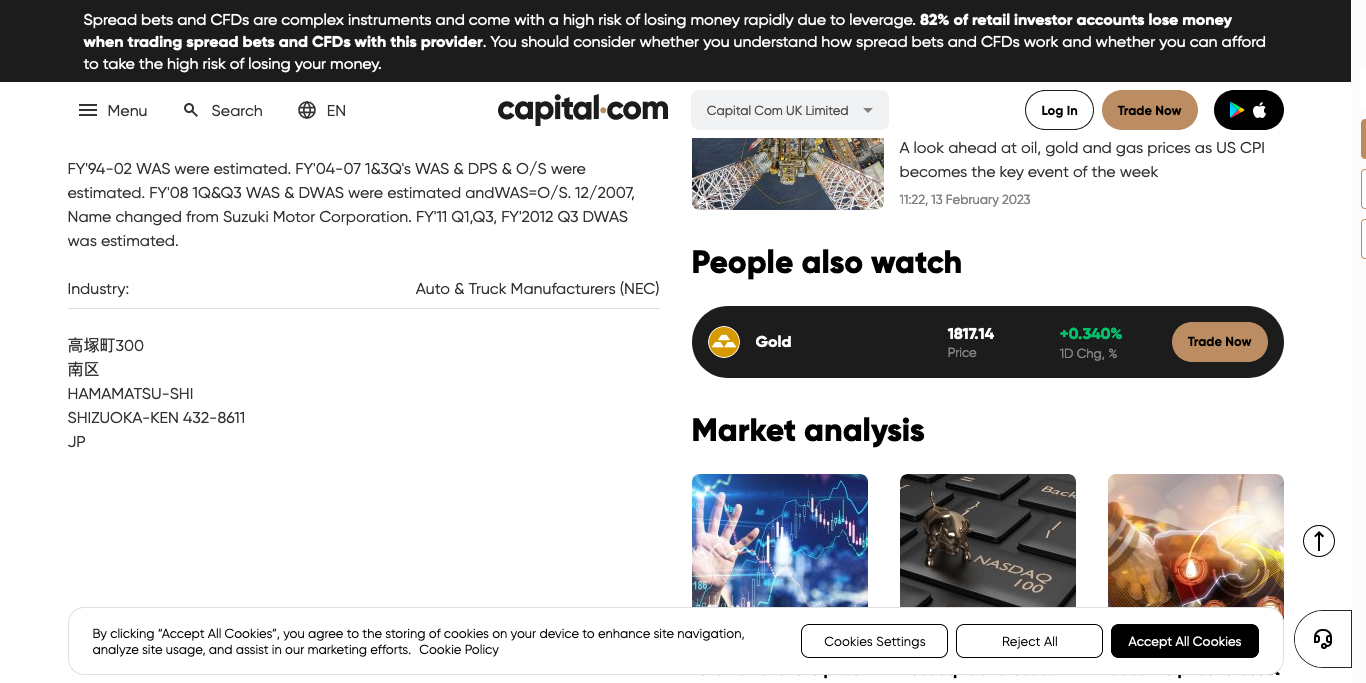 Spread bets and CFDs are complex instruments and come with a high risk of losing money rapidly due to leverage. 82% of retail investor accounts lose money
when trading spread bets and CFDs with this provider. You should consider whether you understand how spread bets and CFDs work and whether you can afford
to take the high risk of losing your money.
Menu
Search
EN
capital.com
Capital Com UK Limited
Log In
Trade Now
FY'94-02 WAS were estimated. FY'04-07 1&3Q's WAS & DPS & O/S were
estimated. FY'08 1Q&Q3 WAS & DWAS were estimated andWAS=O/S. 12/2007,
Name changed from Suzuki Motor Corporation. FY'11 Q1,Q3, FY'2012 Q3 DWAS
was estimated.
Industry:
Auto & Truck Manufacturers (NEC)
高塚町300
南区
HAMAMATSU-SHI
SHIZUOKA-KEN 432-8611
JP
A look ahead at oil, gold and gas prices as US CPI
becomes the key event of the week
11:22, 13 February 2023
People also watch
Gold
1817.14
Price
+0.340%
1D Chg, %
Trade Now
Market analysis
186
Back
NASDAQ
100
By clicking “Accept All Cookies”, you agree to the storing of cookies on your device to enhance site navigation,
analyze site usage, and assist in our marketing efforts. Cookie Policy
Cookies Settings
Reject All
Accept All Cookies